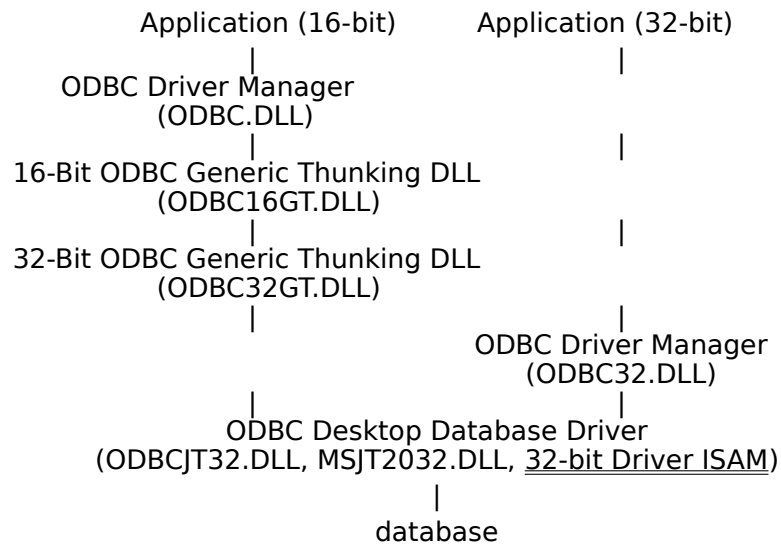 Application (16-bit) Application (32-bit)
| |
ODBC Driver Manager
(ODBC.DLL)
| |
16-Bit ODBC Generic Thunking DLL
(ODBC16GT.DLL)
| |
32-Bit ODBC Generic Thunking DLL
(ODBC32GT.DLL)
| |
ODBC Driver Manager
(ODBC32.DLL)
| |
ODBC Desktop Database Driver
(ODBCJT32.DLL, MSJT2032.DLL, 32-bit Driver ISAM)
|
database